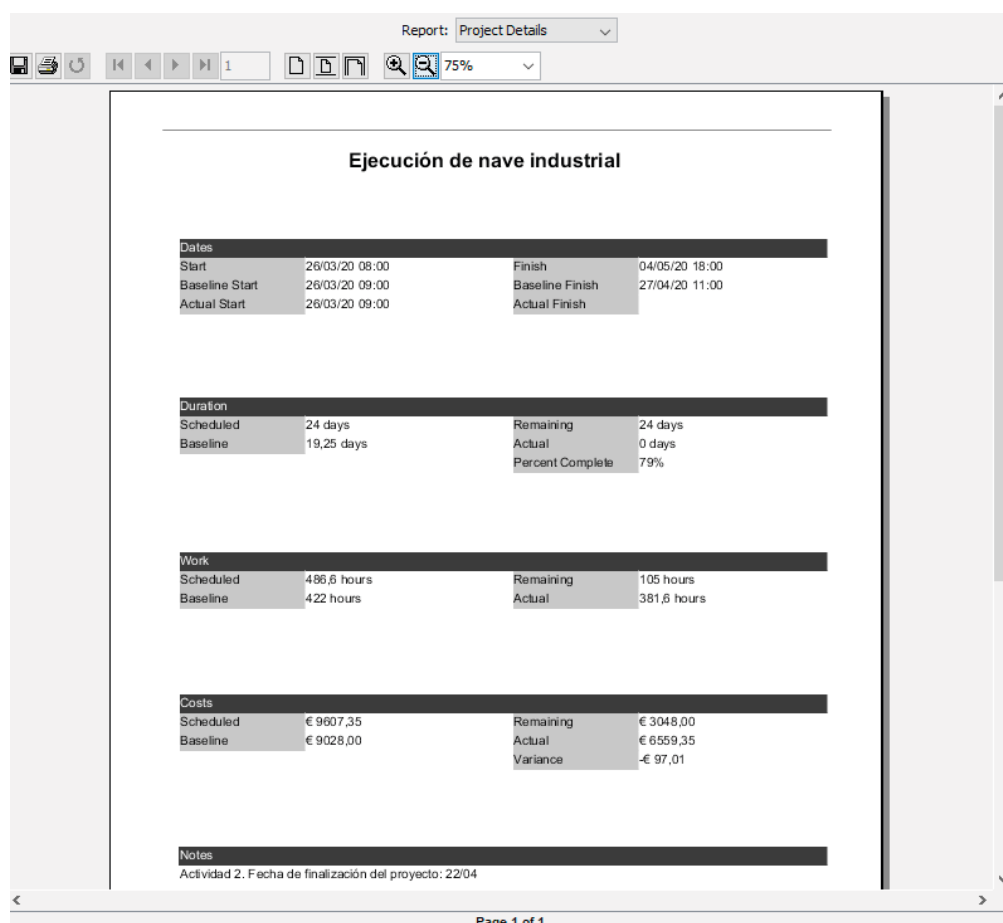 Report: Project Details
1 75%
Ejecución de nave industrial
Dates
Start 26/03/20 08:00 Finish 04/05/20 18:00
Baseline Start 26/03/20 09:00 Baseline Finish 27/04/20 11:00
Actual Start 26/03/20 09:00 Actual Finish
Duration
Scheduled 24 days Remaining 24 days
Baseline 19,25 days Actual 0 days
Percent Complete 79%
Work
Scheduled 486,6 hours Remaining 105 hours
Baseline 422 hours Actual 381,6 hours
Costs
Scheduled € 9607,35 Remaining € 3048,00
Baseline € 9028,00 Actual € 6559,35
Variance -€ 97,01
Notes
Actividad 2. Fecha de finalización del proyecto: 22/04
Page 1 of 1